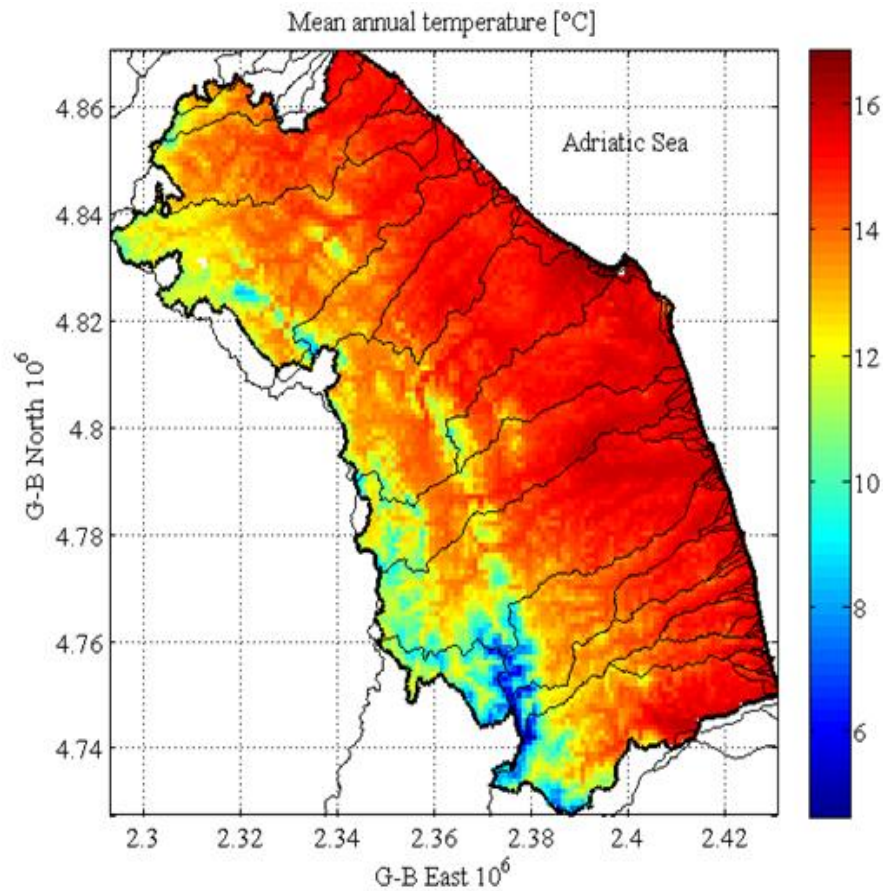 Mean annual temperature [°C]
Adriatic Sea
G-B North 10^6
4.86
4.84
4.82
4.8
4.78
4.76
4.74
2.3 2.32 2.34 2.36 2.38 2.4 2.42
G-B East 10^6
16
14
12
10
8
6